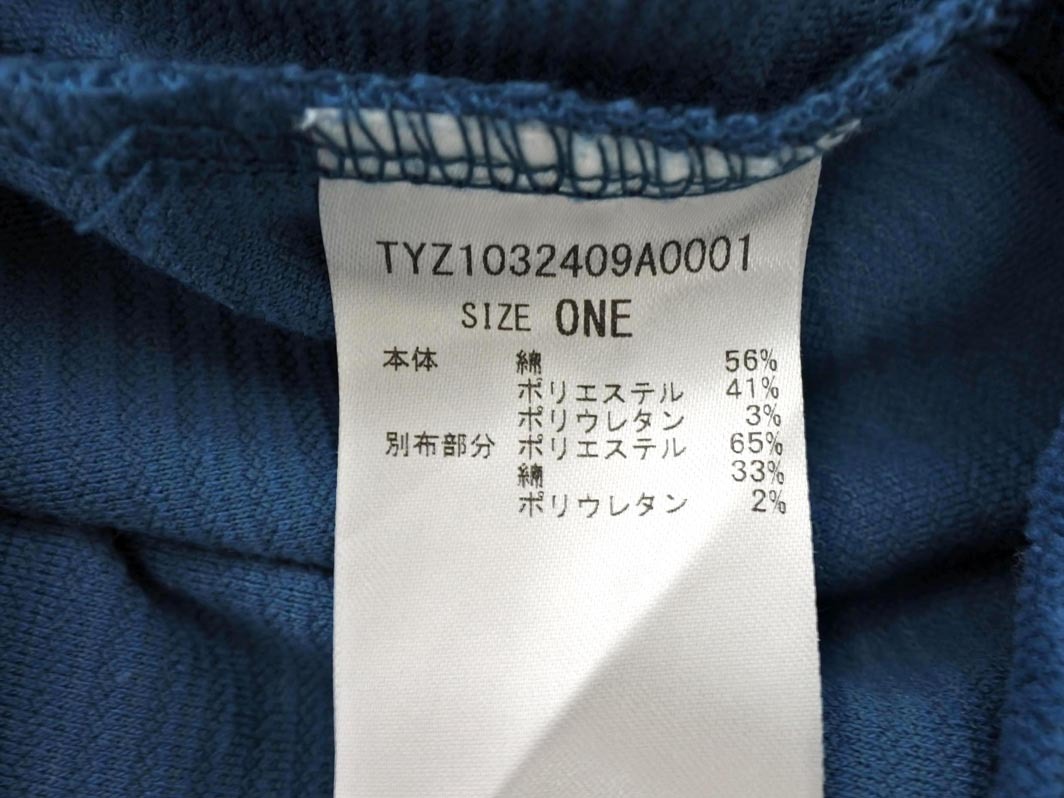 TYZ1032409A0001
SIZE ONE
本体 綿 56%
ポリエステル 41%
ポリウレタン 3%
別布部分 ポリエステル 65%
綿 33%
ポリウレタン 2%